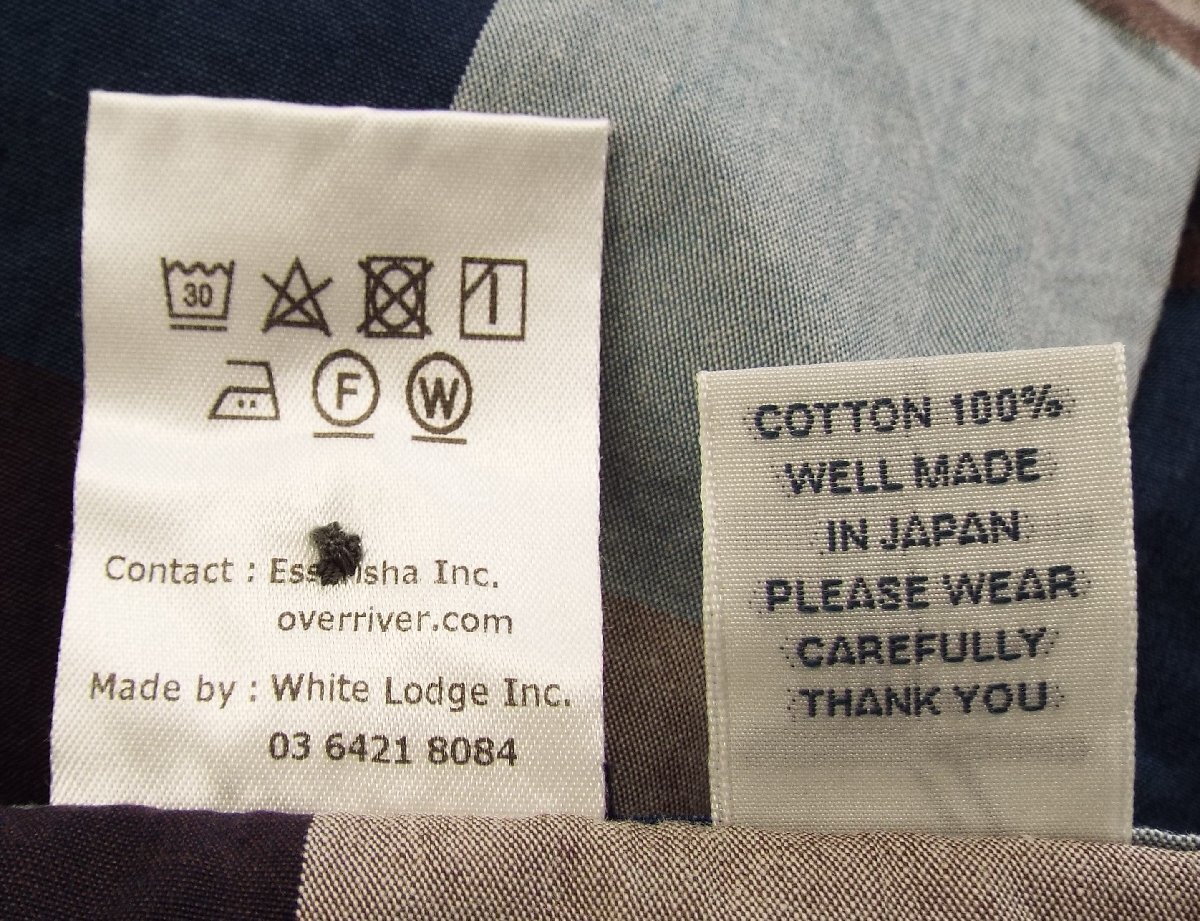 30
F W
Contact : Inc.
overriver.com
Made by : White Lodge Inc.
03 6421 8084
COTTON 100%
WELL MADE
IN JAPAN
PLEASE WEAR
CAREFULLY
THANK YOU